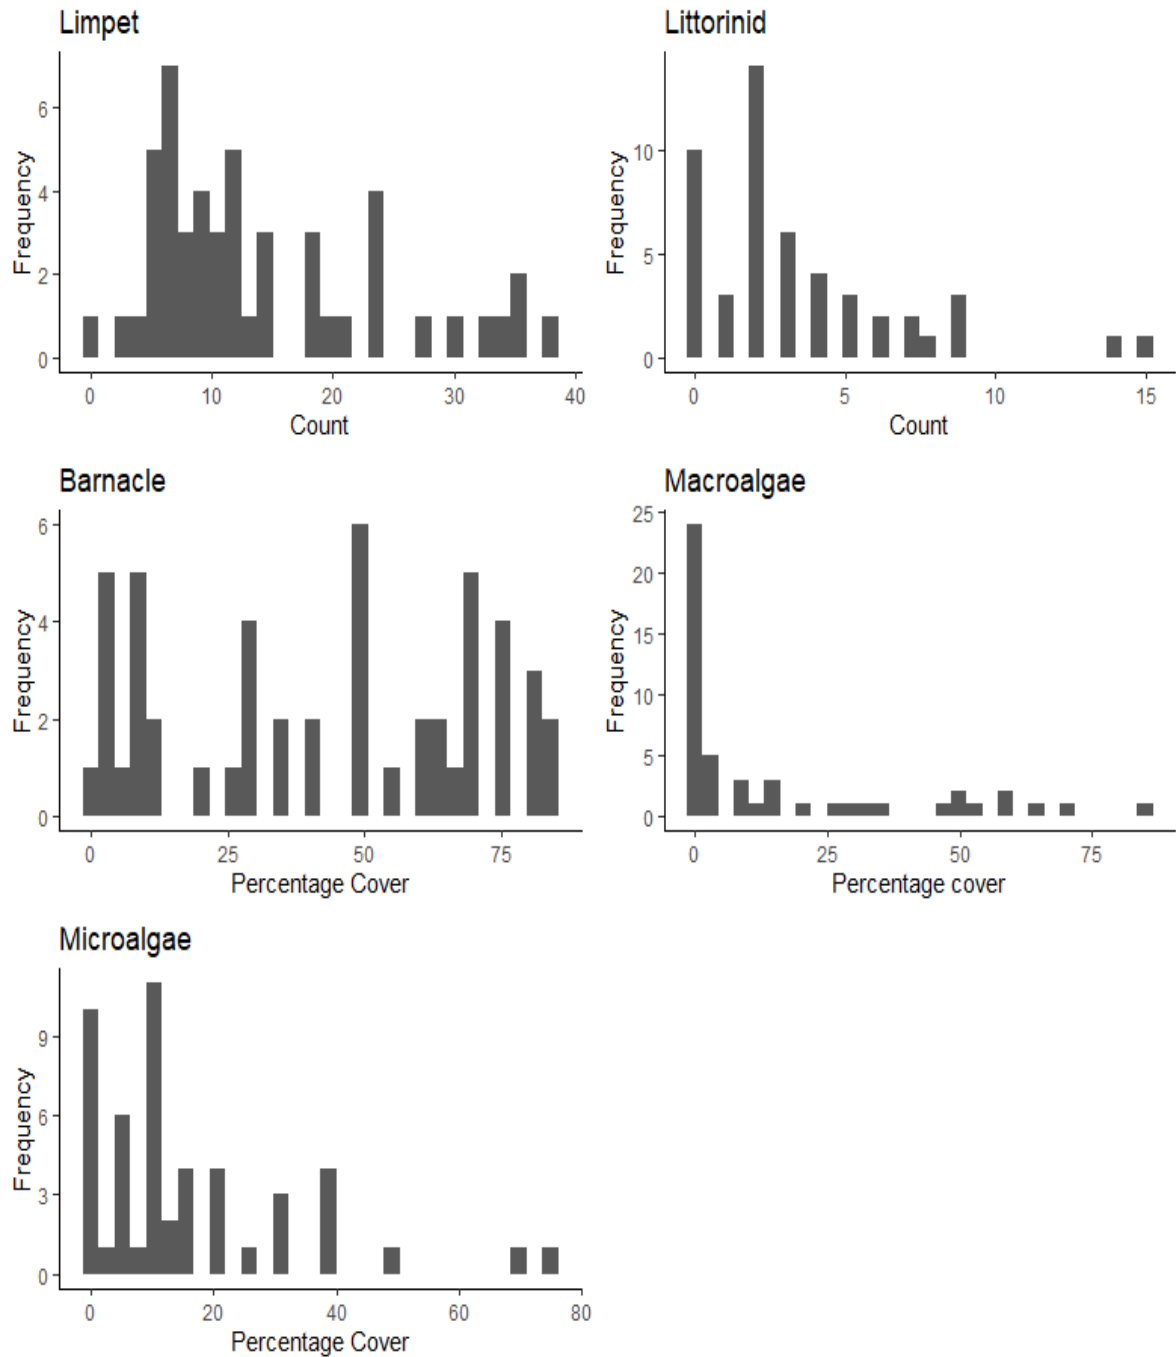 Limpet
Frequency
6
4
2
0
0 10 20 30 40
Count
Littorinid
Frequency
10
5
0
0 5 10 15
Count
Barnacle
Frequency
6
4
2
0
0 25 50 75
Percentage Cover
Macroalgae
Frequency
25
20
15
10
5
0
0 25 50 75
Percentage cover
Microalgae
Frequency
9
6
3
0
0 20 40 60 80
Percentage Cover